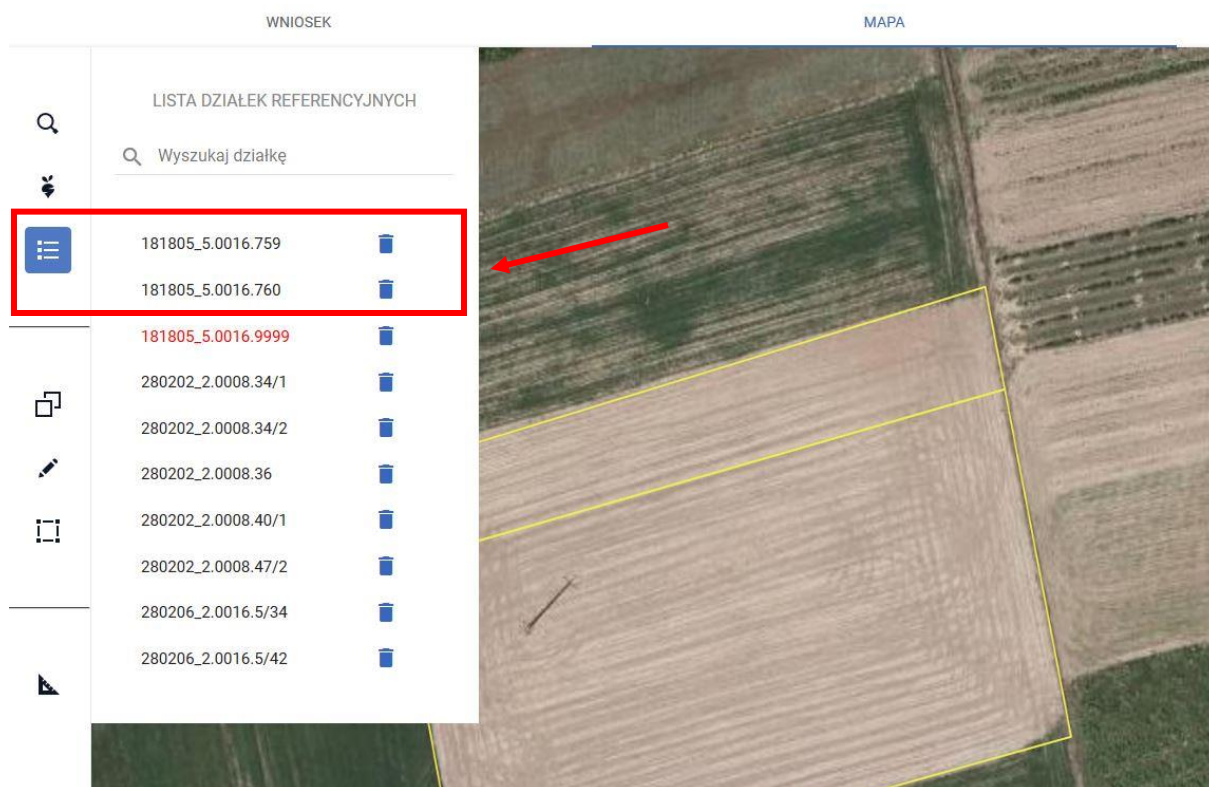 WNIOSEK
MAPA
LISTA DZIAŁEK REFERENCYJNYCH
Wyszukaj działkę
181805_5.0016.759
181805_5.0016.760
181805_5.0016.9999
280202_2.0008.34/1
280202_2.0008.34/2
280202_2.0008.36
280202_2.0008.40/1
280202_2.0008.47/2
280206_2.0016.5/34
280206_2.0016.5/42